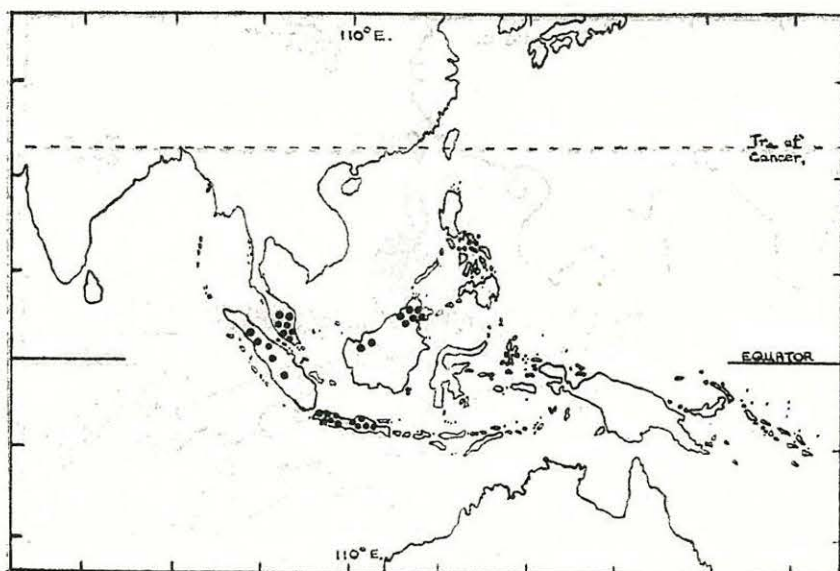 110° E.
Tr. of
Cancer,
EQUATOR
110° E.